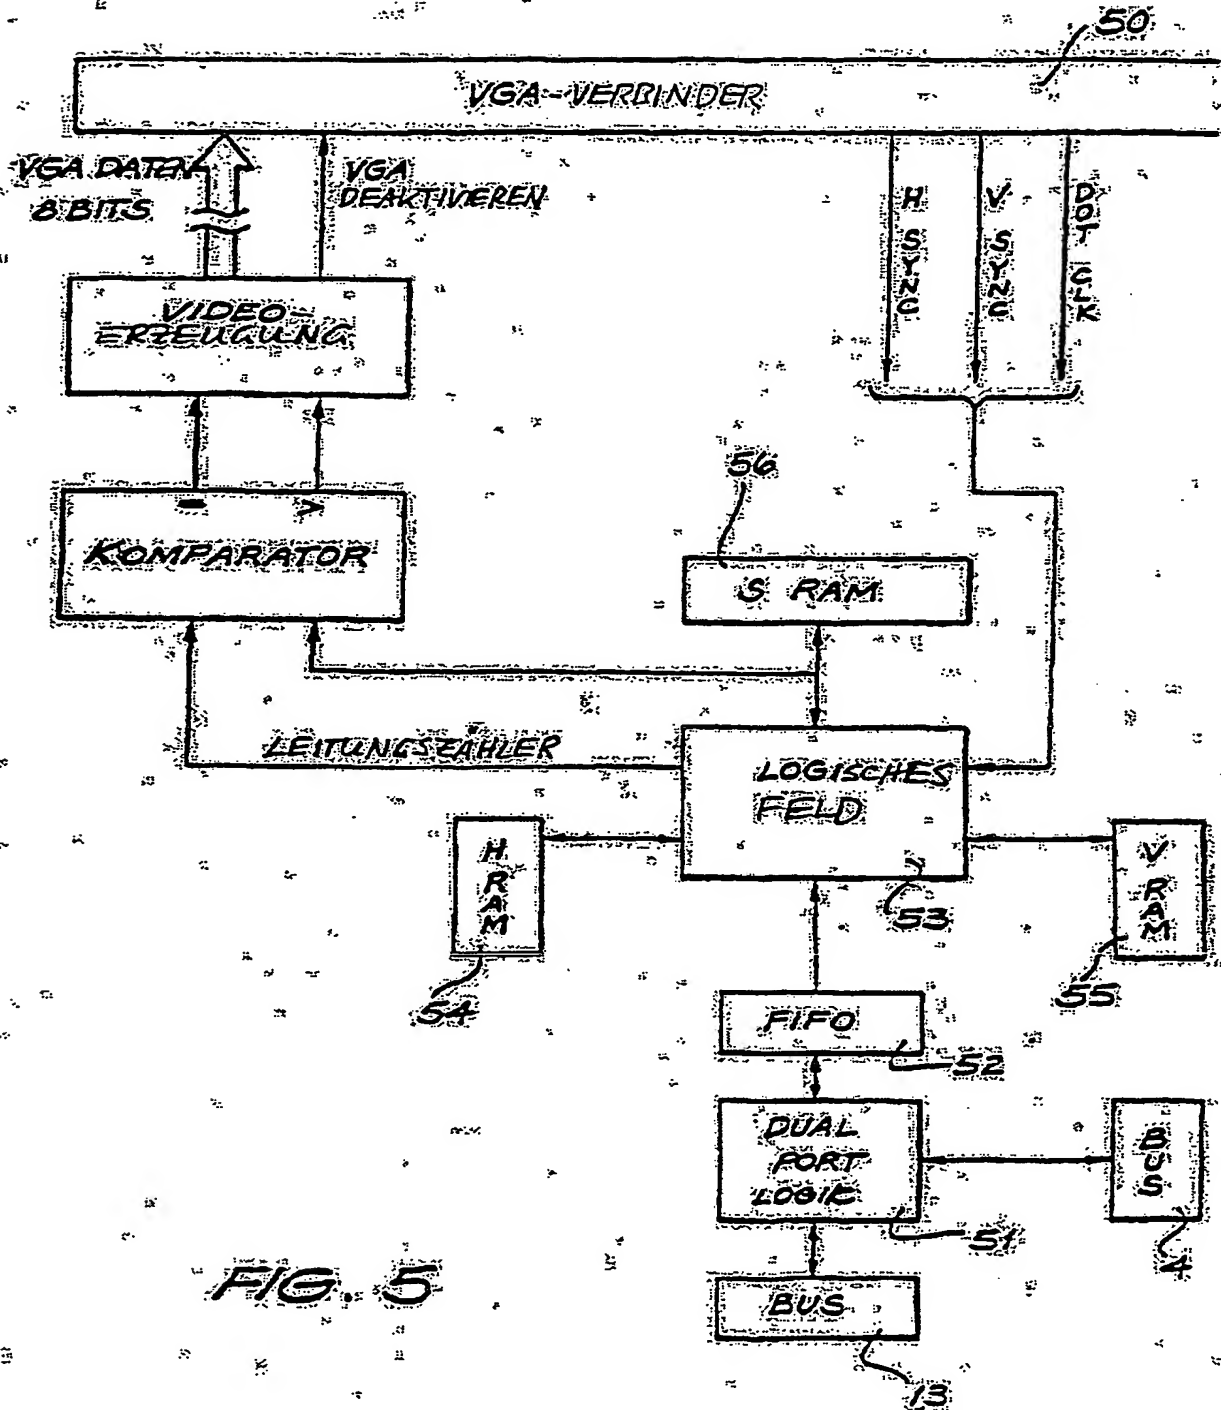 50
VGA-VERBINDER
VGA DATEN
8 BITS
VGA
DEAKTIVIEREN
H SYNC
V SYNC
DOT CLK
VIDEO-
ERZEUGUNG
= >
KOMPARATOR
56
S RAM
LEITUNGSZÄHLER
LOGISCHES
FELD
53
H RAM
54
V RAM
55
FIFO
52
DUAL
PORT
LOGIK
51
BUS
4
BUS
13
FIG. 5